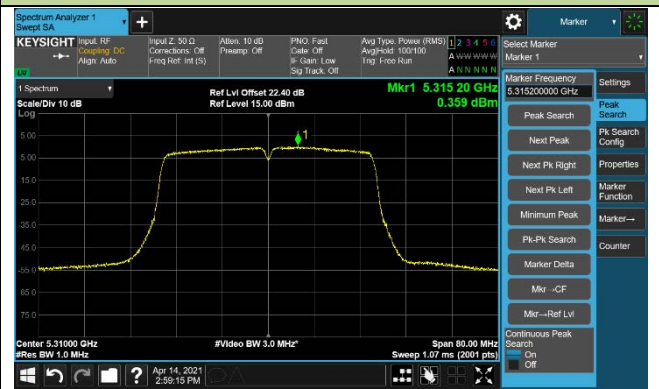 Spectrum Analyzer 1
Swept SA
Marker
KEYSIGHT
Input: RF
Coupling: DC
Align: Auto
Input Z: 50 Ω
Corrections: Off
Freq Ref: Int (S)
Atten: 10 dB
Preamp: Off
PNO: Fast
Gate: Off
IF Gain: Low
Sig Track: Off
Avg Type: Power (RMS)
Avg|Hold: 100/100
Trig: Free Run
1 2 3 4 5 6
A W W W W W
A N N N N N
LXI
Select Marker
Marker 1
1 Spectrum
Scale/Div 10 dB
Log
Ref Lvl Offset 22.40 dB
Ref Level 15.00 dBm
Mkr1 5.315 20 GHz
0.359 dBm
1
5.00
-5.00
-15.0
-25.0
-35.0
-45.0
-55.0
-65.0
-75.0
Center 5.31000 GHz
#Res BW 1.0 MHz
#Video BW 3.0 MHz*
Span 80.00 MHz
Sweep 1.07 ms (2001 pts)
Marker Frequency
5.315200000 GHz
Peak Search
Next Peak
Next Pk Right
Next Pk Left
Minimum Peak
Pk-Pk Search
Marker Delta
Mkr→CF
Mkr→Ref Lvl
Continuous Peak
Search
On
Off
Settings
Peak
Search
Pk Search
Config
Properties
Marker
Function
Marker→
Counter
?
Apr 14, 2021
2:59:15 PM